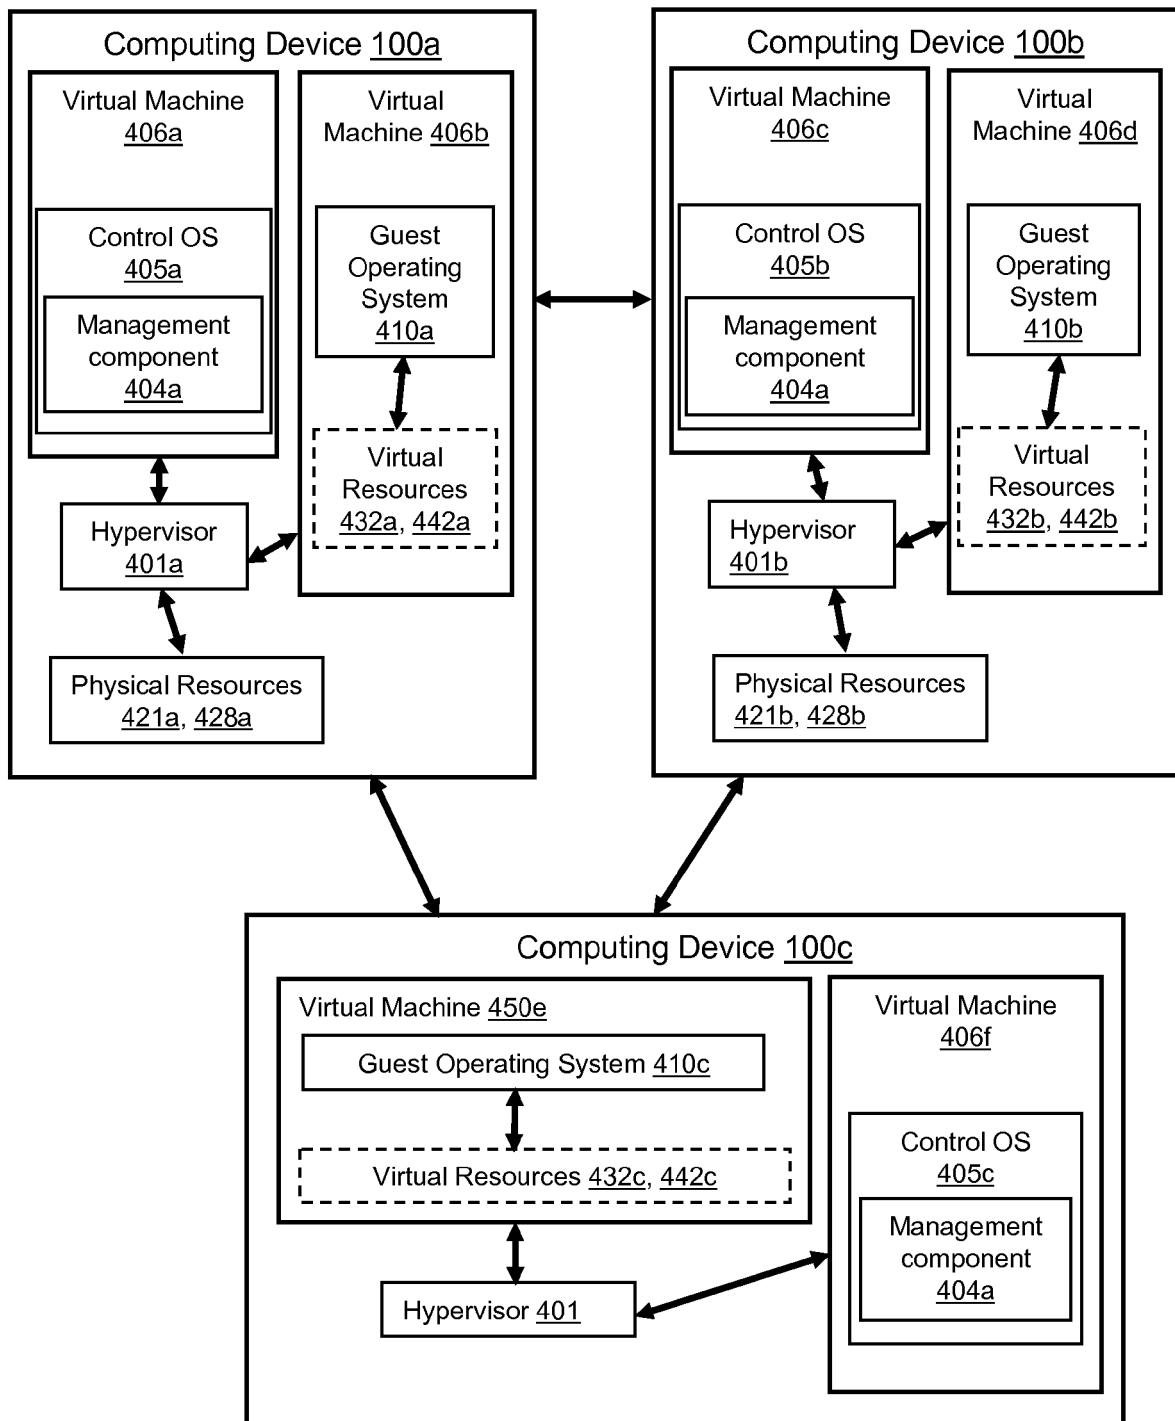 Computing Device 100a
Virtual Machine
406a
Control OS
405a
Management
component
404a
Virtual
Machine 406b
Guest
Operating
System
410a
Virtual
Resources
432a, 442a
Hypervisor
401a
Physical Resources
421a, 428a
Computing Device 100b
Virtual Machine
406c
Control OS
405b
Management
component
404a
Virtual
Machine 406d
Guest
Operating
System
410b
Virtual
Resources
432b, 442b
Hypervisor
401b
Physical Resources
421b, 428b
Computing Device 100c
Virtual Machine 450e
Guest Operating System 410c
Virtual Resources 432c, 442c
Hypervisor 401
Virtual Machine
406f
Control OS
405c
Management
component
404a